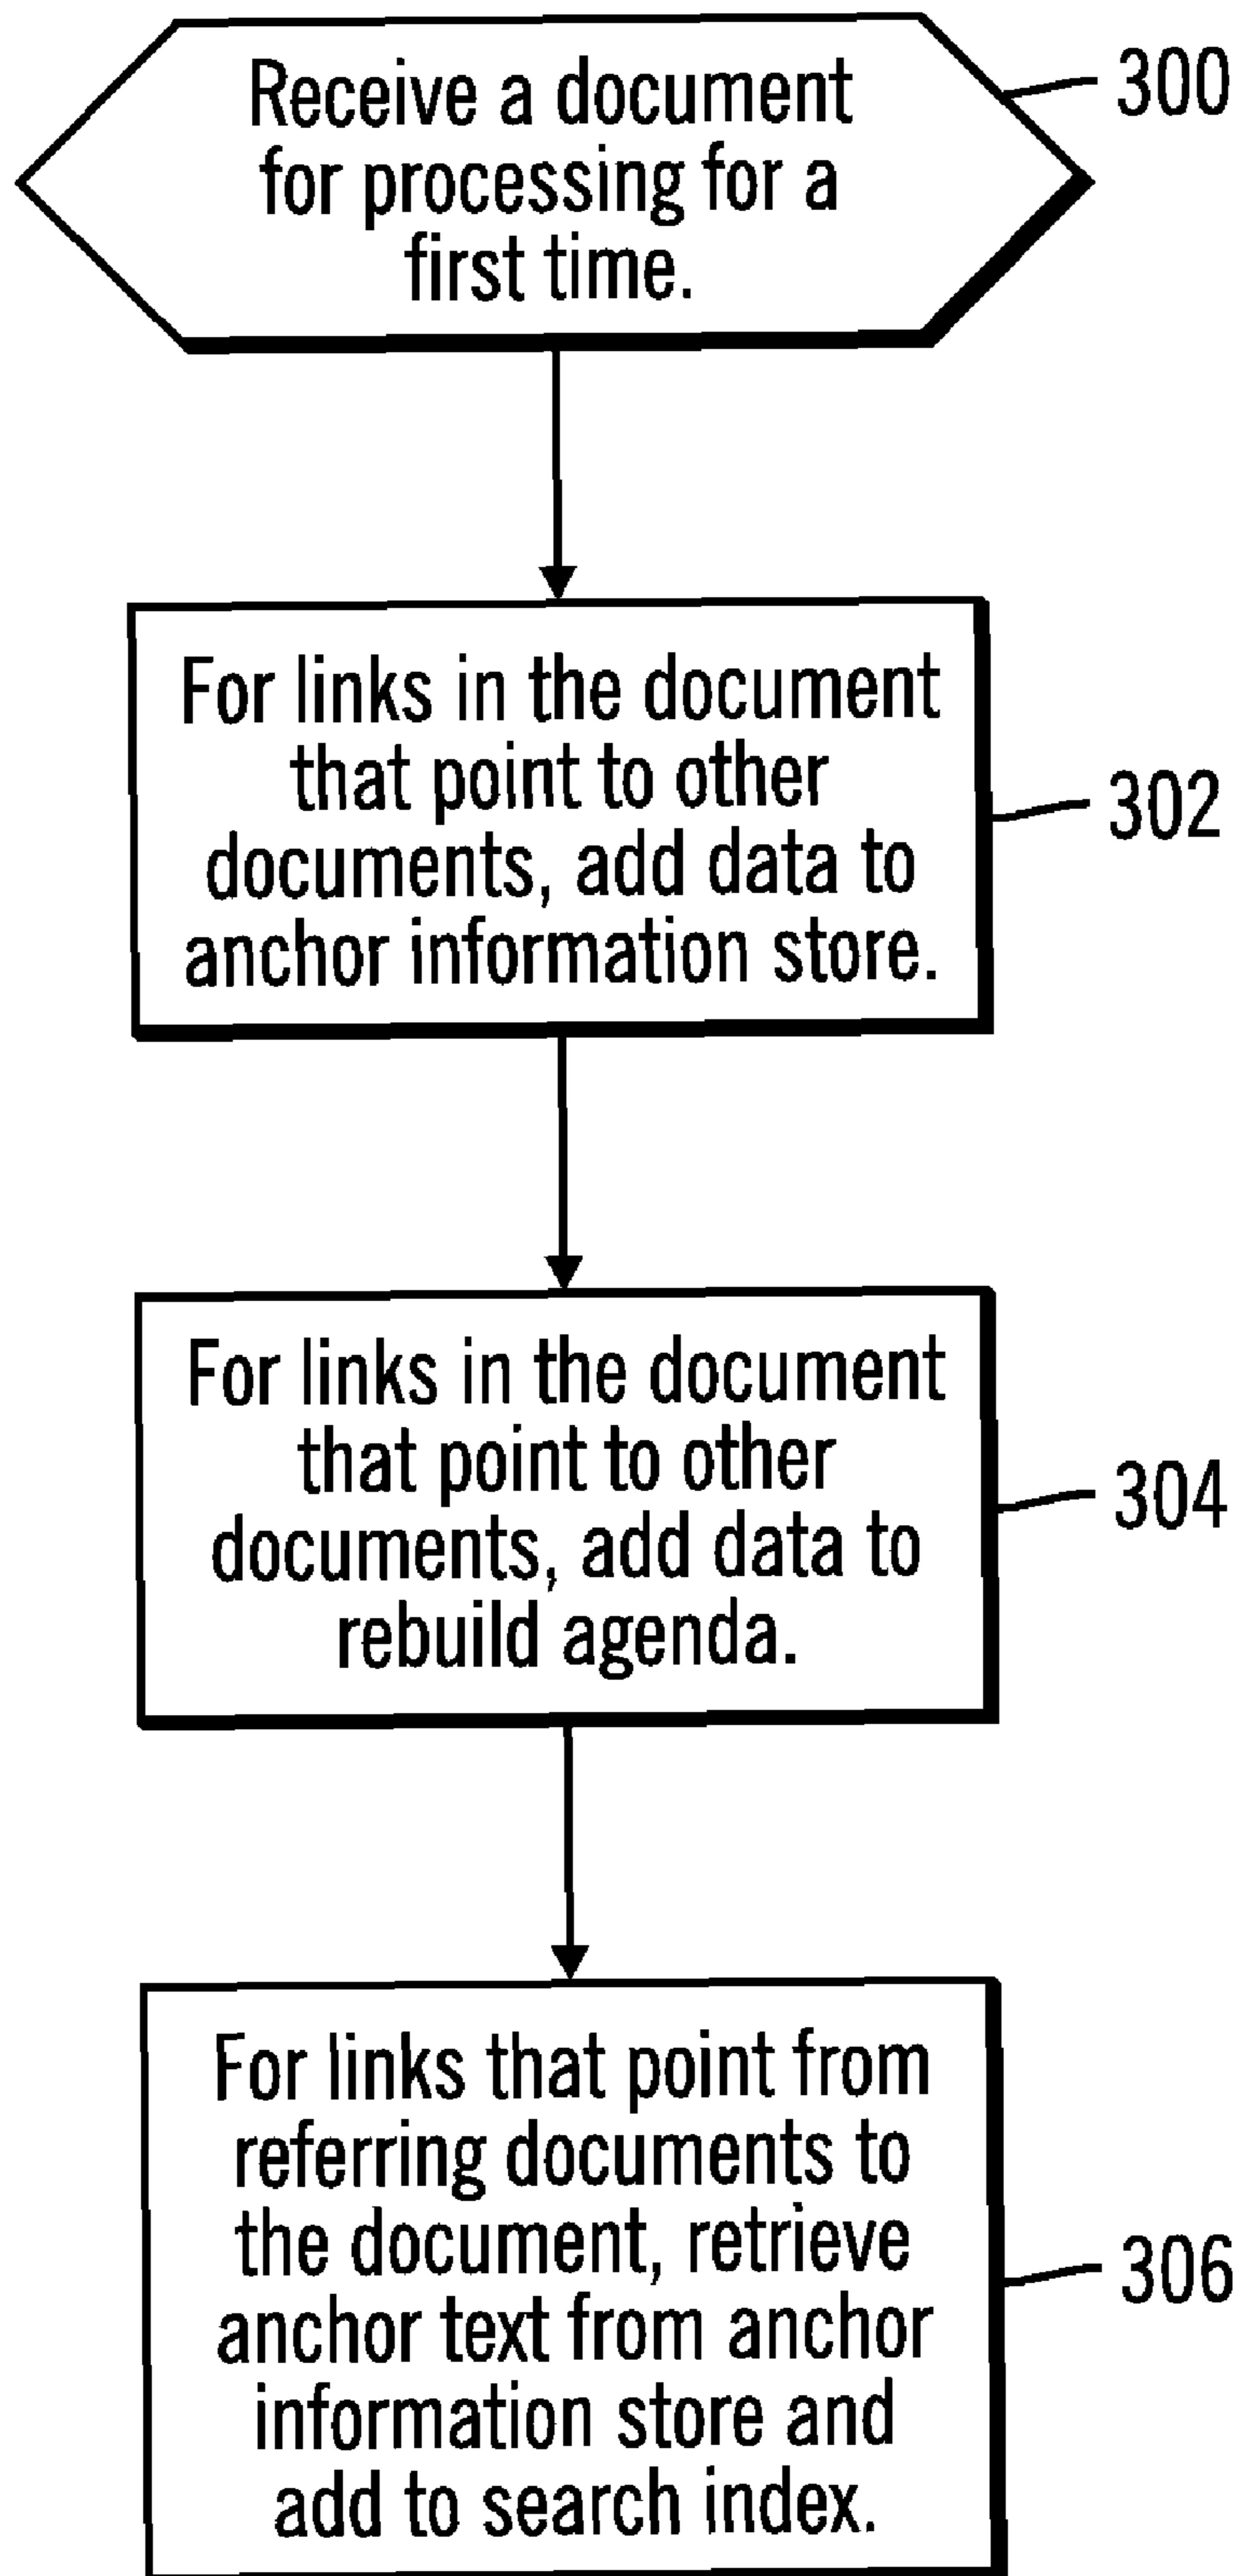 Receive a document
for processing for a
first time.
300
For links in the document
that point to other
documents, add data to
anchor information store.
302
For links in the document
that point to other
documents, add data to
rebuild agenda.
304
For links that point from
referring documents to
the document, retrieve
anchor text from anchor
information store and
add to search index.
306